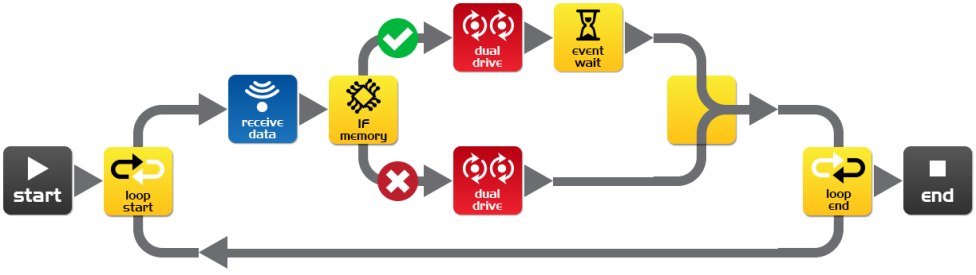 start
loop
start
receive
data
IF
memory
dual
drive
event
wait
dual
drive
loop
end
end